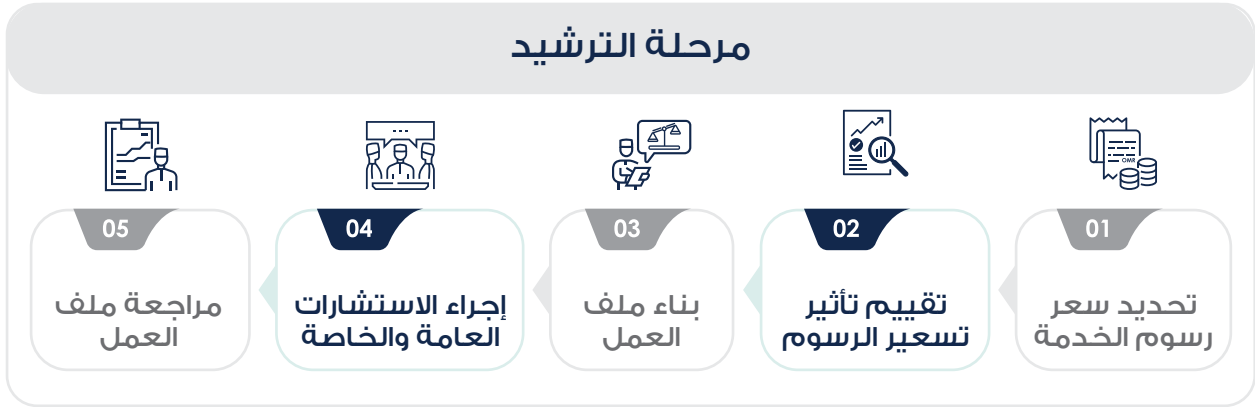 مرحلة الترشيد
OMR
01
تحديد سعر
رسوم الخدمة
02
تقييم تأثير
تسعير الرسوم
03
بناء ملف
العمل
04
إجراء الاستشارات
العامة والخاصة
05
مراجعة ملف
العمل